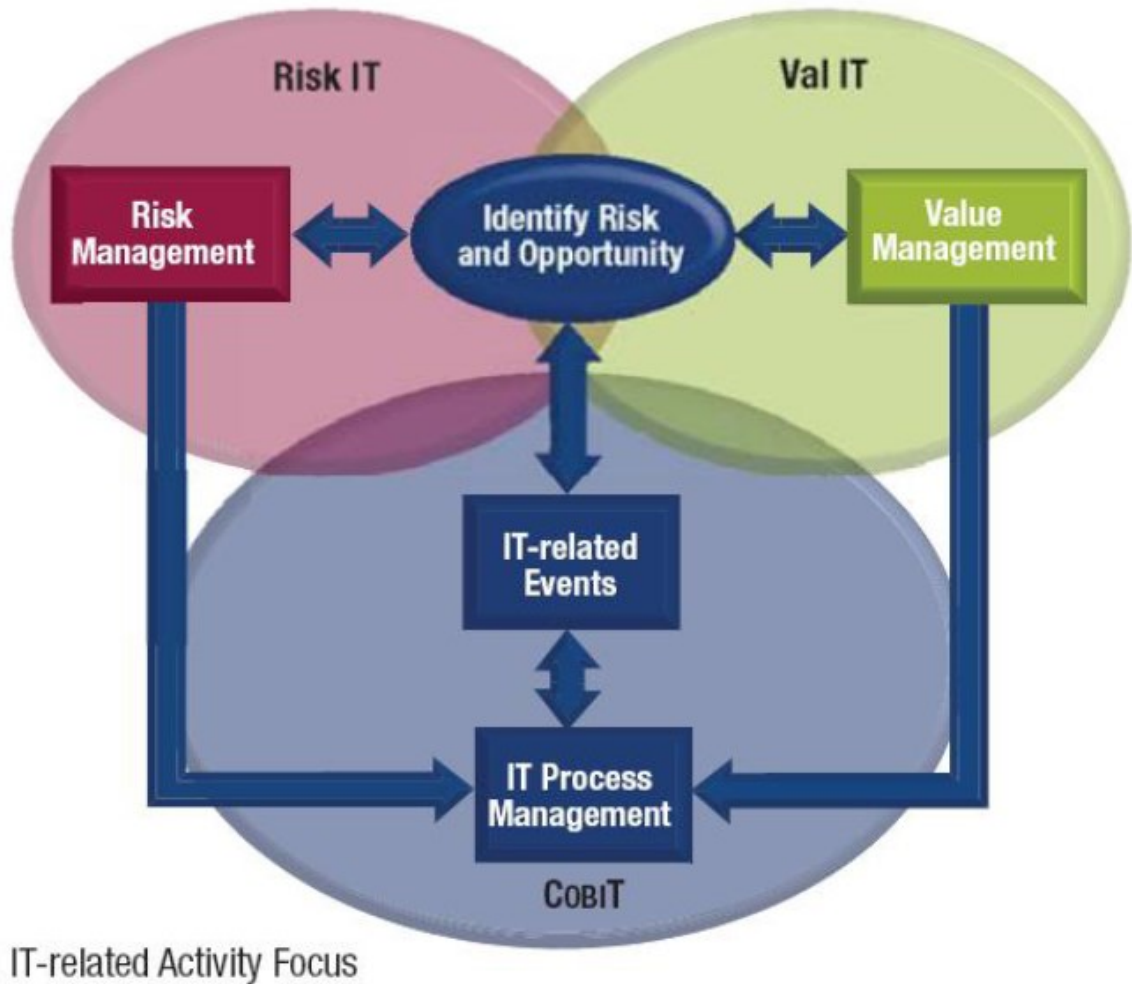 Risk IT
Val IT
Risk
Management
Identify Risk
and Opportunity
Value
Management
IT-related
Events
IT Process
Management
COBIT
IT-related Activity Focus